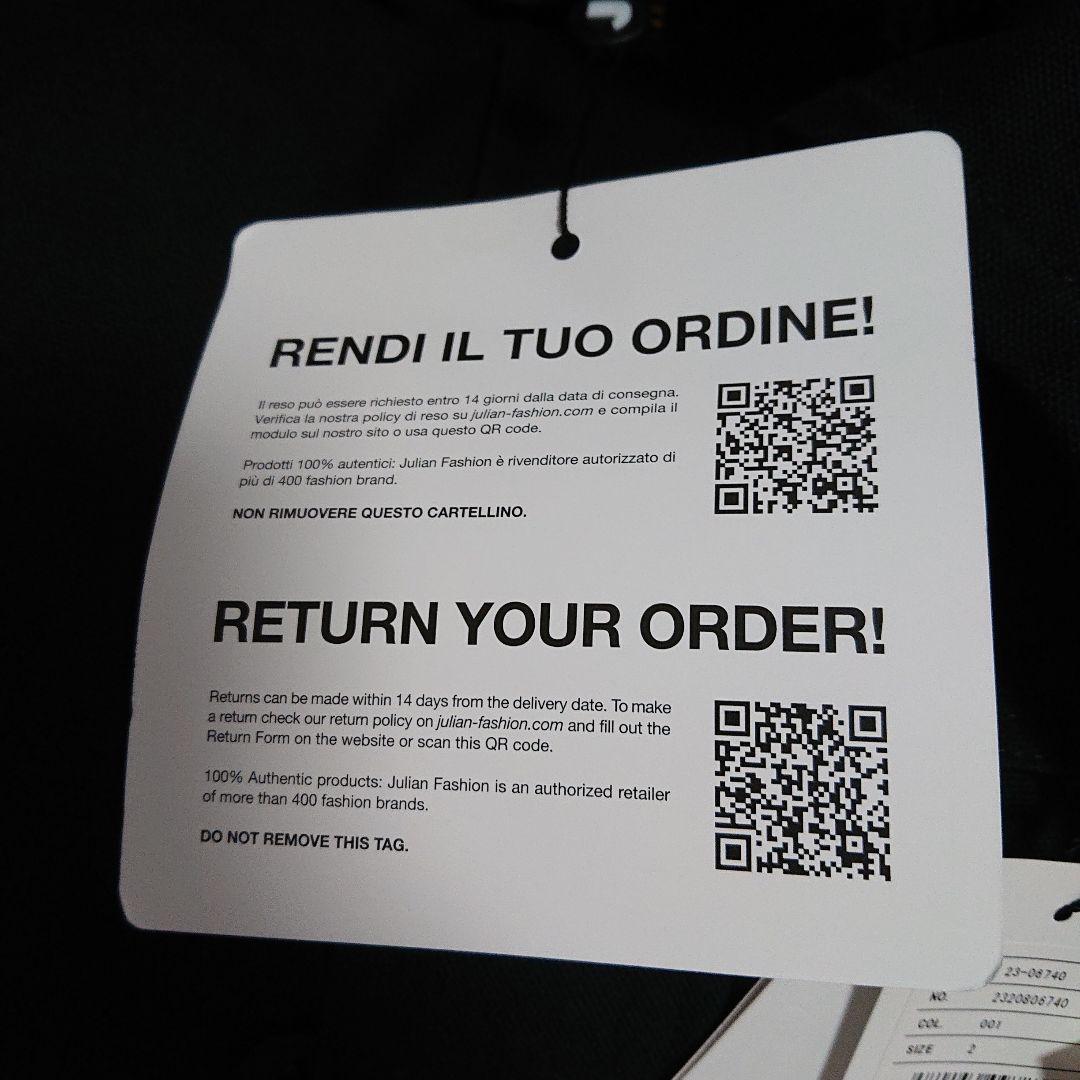 RENDI IL TUO ORDINE!
Il reso può essere richiesto entro 14 giorni dalla data di consegna.
Verifica la nostra policy di reso su julian-fashion.com e compila il
modulo sul nostro sito o usa questo QR code.
Prodotti 100% autentici: Julian Fashion è rivenditore autorizzato di
più di 400 fashion brand.
NON RIMUOVERE QUESTO CARTELLINO.
RETURN YOUR ORDER!
Returns can be made within 14 days from the delivery date. To make
a return check our return policy on julian-fashion.com and fill out the
Return Form on the website or scan this QR code.
100% Authentic products: Julian Fashion is an authorized retailer
of more than 400 fashion brands.
DO NOT REMOVE THIS TAG.
23-08740
NO. 2320808740
COL. 001
SIZE 2